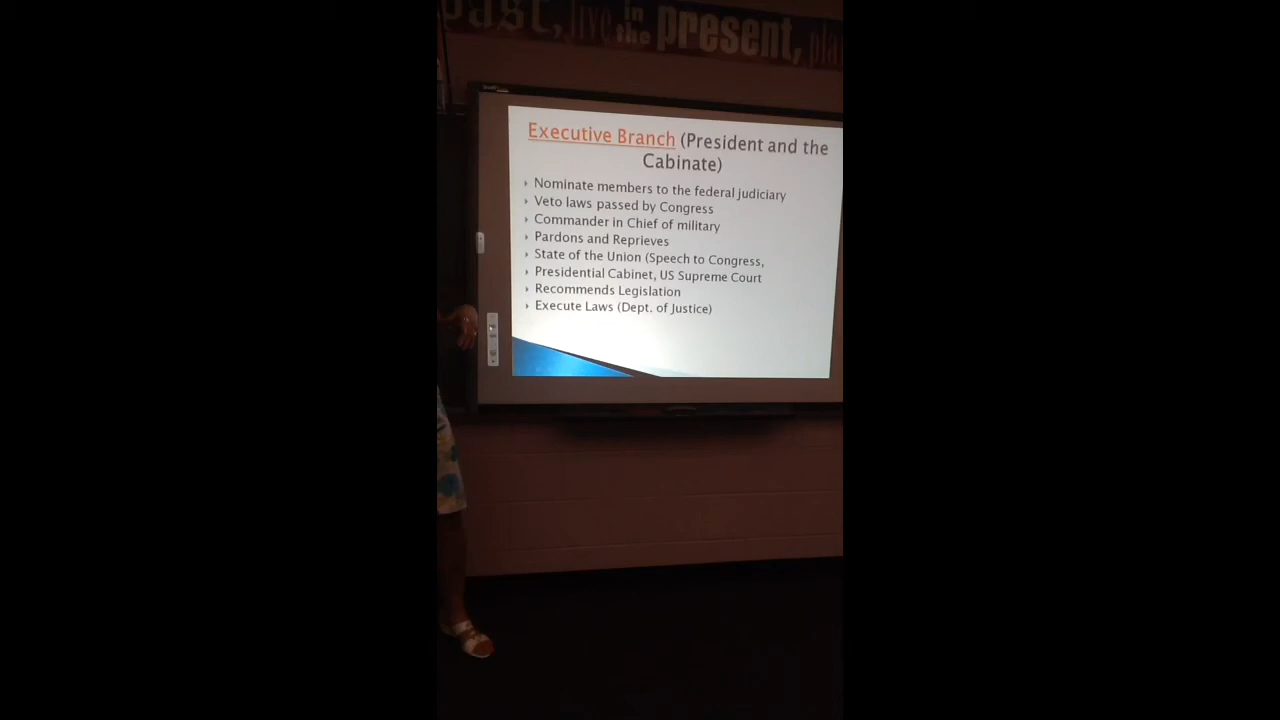 past, live in the present, pla
Executive Branch (President and the
Cabinate)
Nominate members to the federal judiciary
Veto laws passed by Congress
Commander in Chief of military
Pardons and Reprieves
State of the Union (Speech to Congress,
Presidential Cabinet, US Supreme Court
Recommends Legislation
Execute Laws (Dept. of Justice)